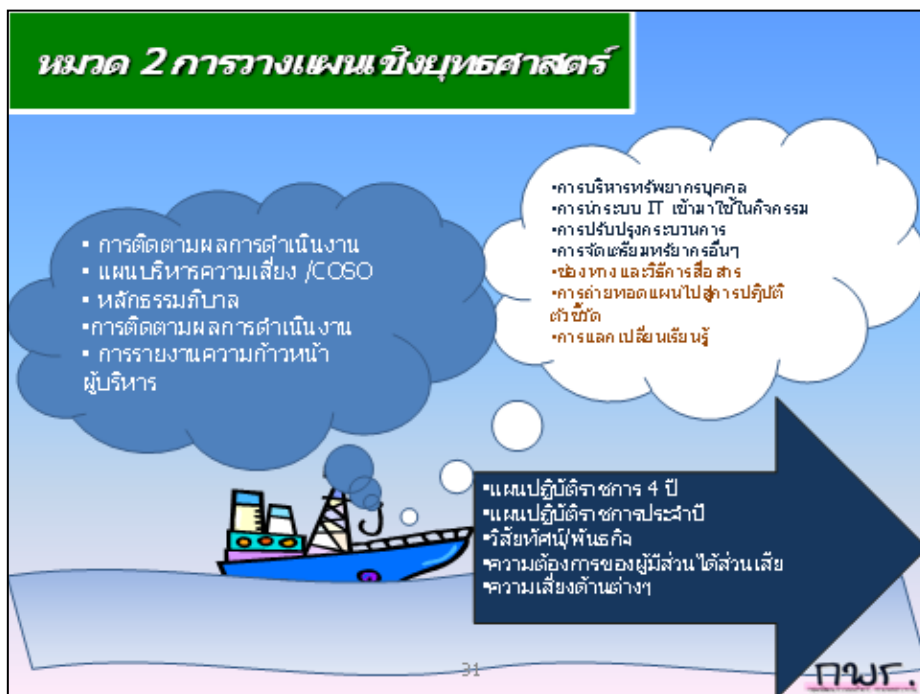 หมวด 2 การวางแผนเชิงยุทธศาสตร์
▪ การติดตามผลการดำเนินงาน
▪ แผนบริหารความเสี่ยง /COSO
▪ หลักธรรมภิบาล
▪การติดตามผลการดำเนินงาน
▪ การรายงานความก้าวหน้า
ผู้บริหาร
▪การบริหารทรัพยากรบุคคล
▪การนำระบบ IT เข้ามาใช้ในกิจกรรม
▪การปรับปรุงกระบวนการ
▪การจัดเตรียมทรัยากรอื่นๆ
▪ช่องทาง และวิธีการสื่อสาร
▪การถ่ายทอดแผนไปสู่การปฎิบัติ
ตัวชี้วัด
▪การแลกเปลี่ยนเรียนรู้
▪แผนปฏิบัติราชการ 4 ปี
▪แผนปฏิบัติราชการประจำปี
▪วิสัยทัศน์/พันธกิจ
▪ความต้องการของผู้มีส่วนได้ส่วนเสีย
▪ความเสี่ยงด้านต่างๆ
31
กพร.